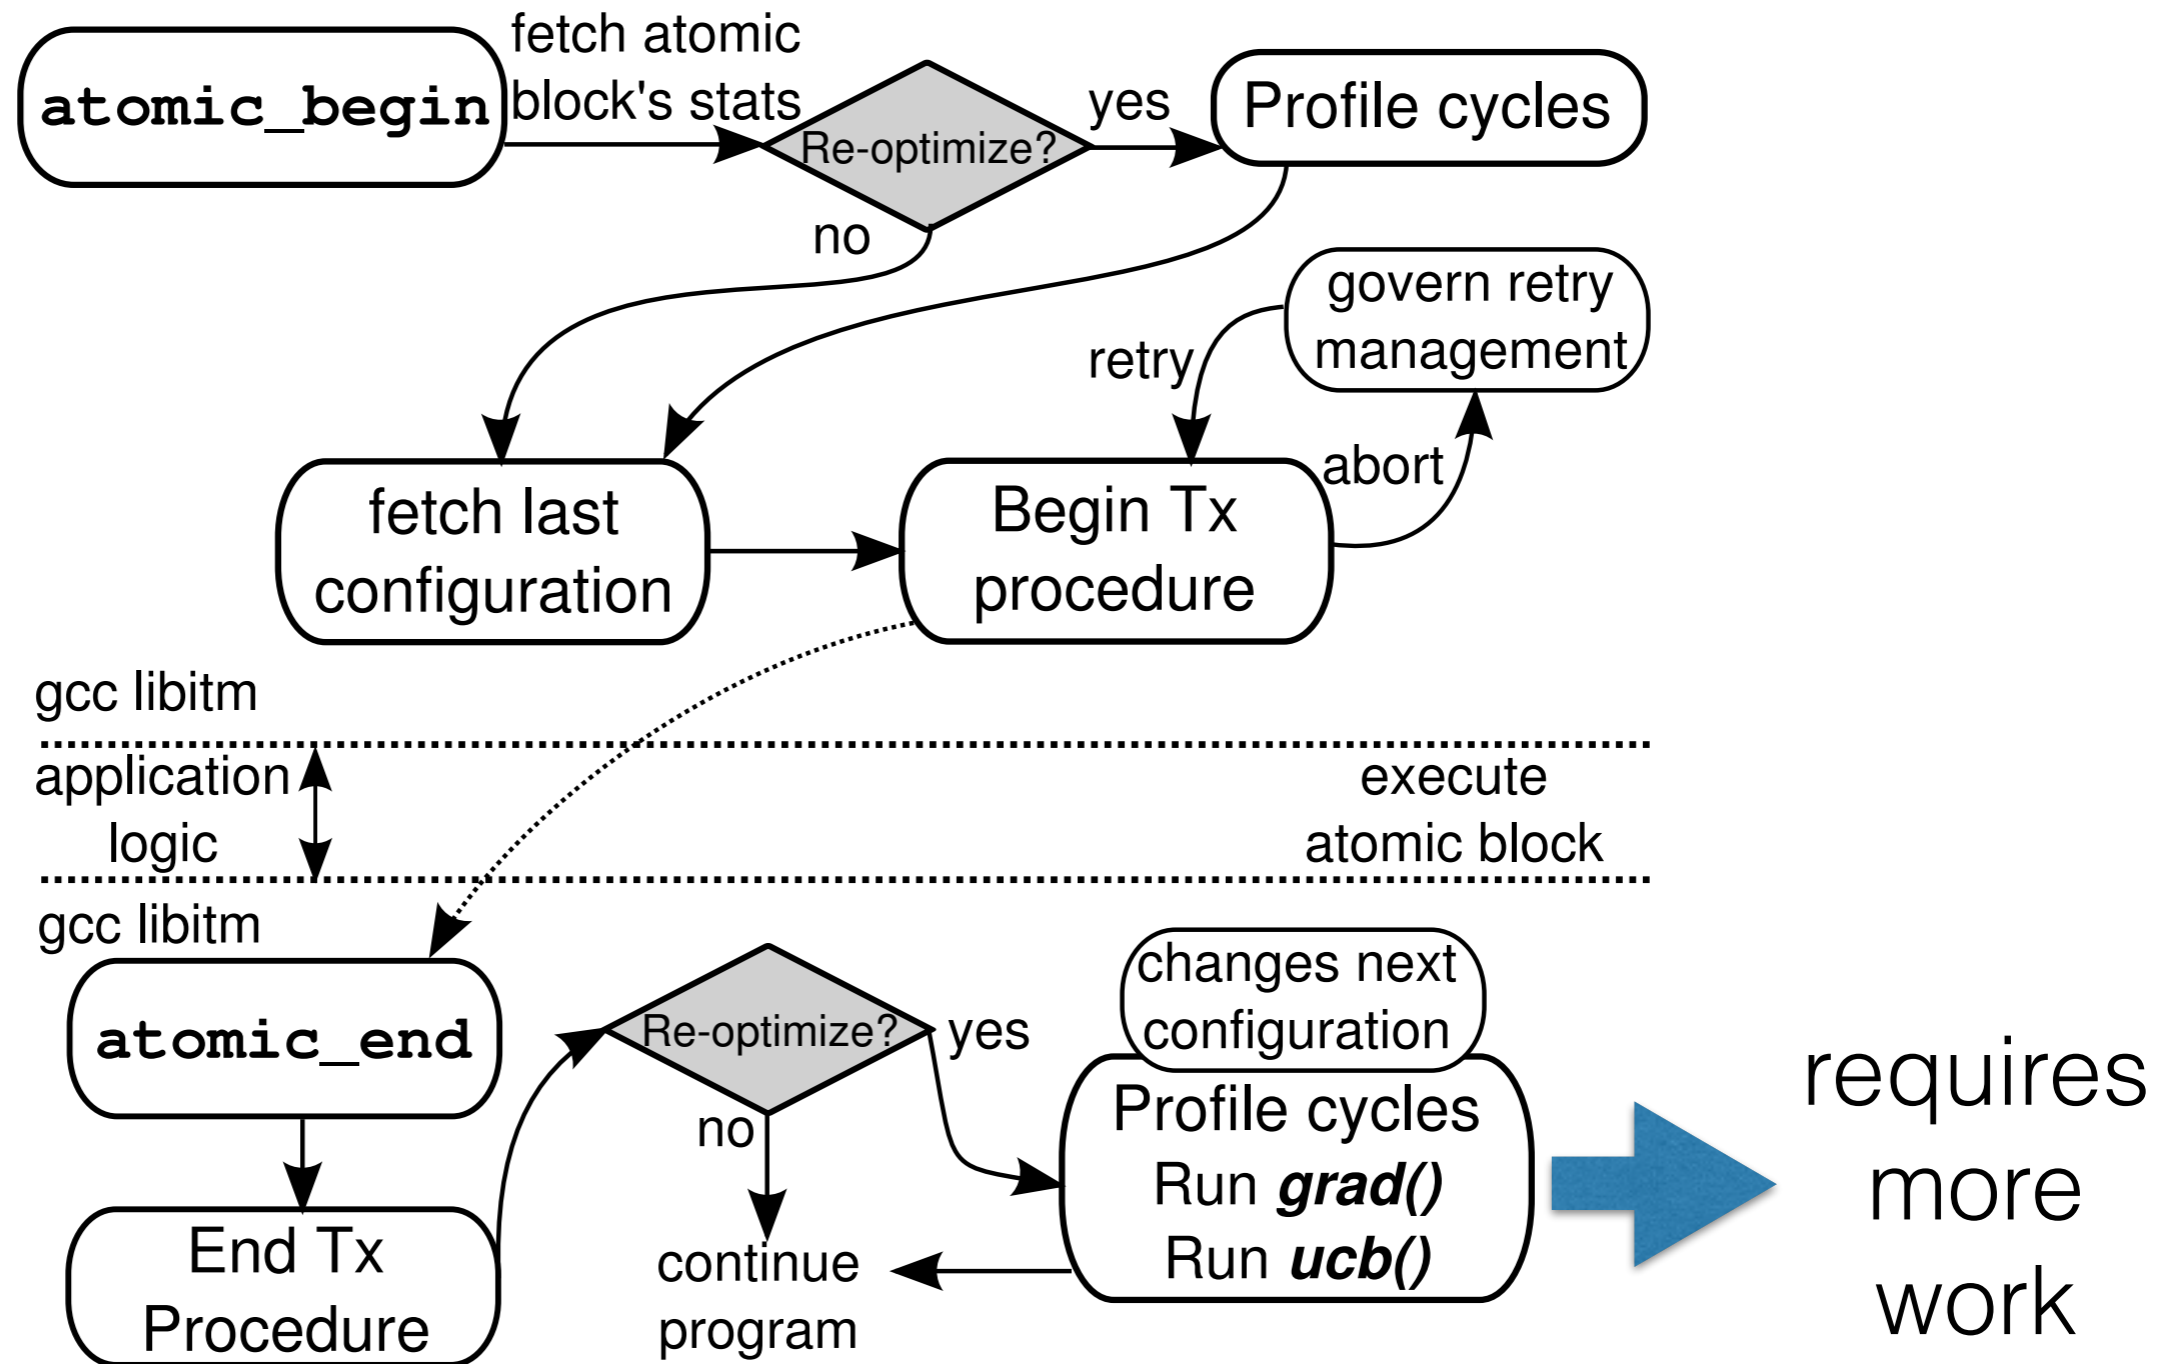 fetch atomic
block's stats
atomic_begin
Re-optimize?
yes
Profile cycles
no
govern retry
management
retry
abort
fetch last
configuration
Begin Tx
procedure
gcc libitm
application
logic
execute
atomic block
gcc libitm
atomic_end
Re-optimize?
yes
no
changes next
configuration
Profile cycles
Run grad()
Run ucb()
End Tx
Procedure
continue
program
requires
more
work